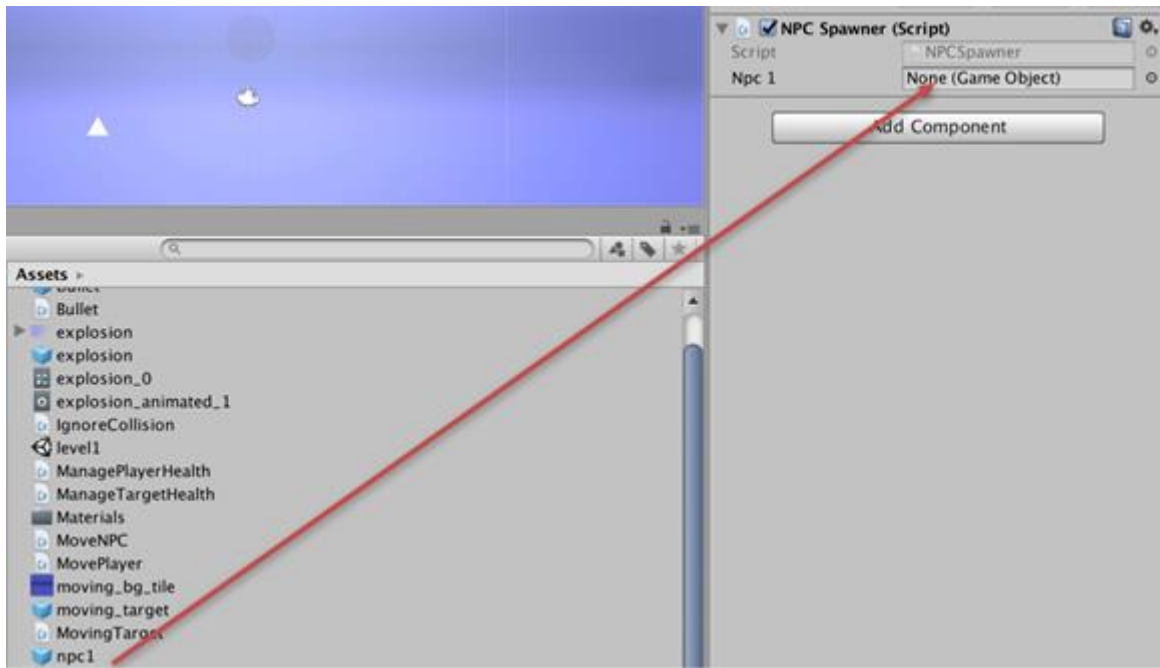 NPC Spawner (Script)
Script NPCSpawner
Npc 1 None (Game Object)
Add Component
Assets
Bullet
Bullet
explosion
explosion
explosion_0
explosion_animated_1
IgnoreCollision
level1
ManagePlayerHealth
ManageTargetHealth
Materials
MoveNPC
MovePlayer
moving_bg_tile
moving_target
MovingTarget
npc1